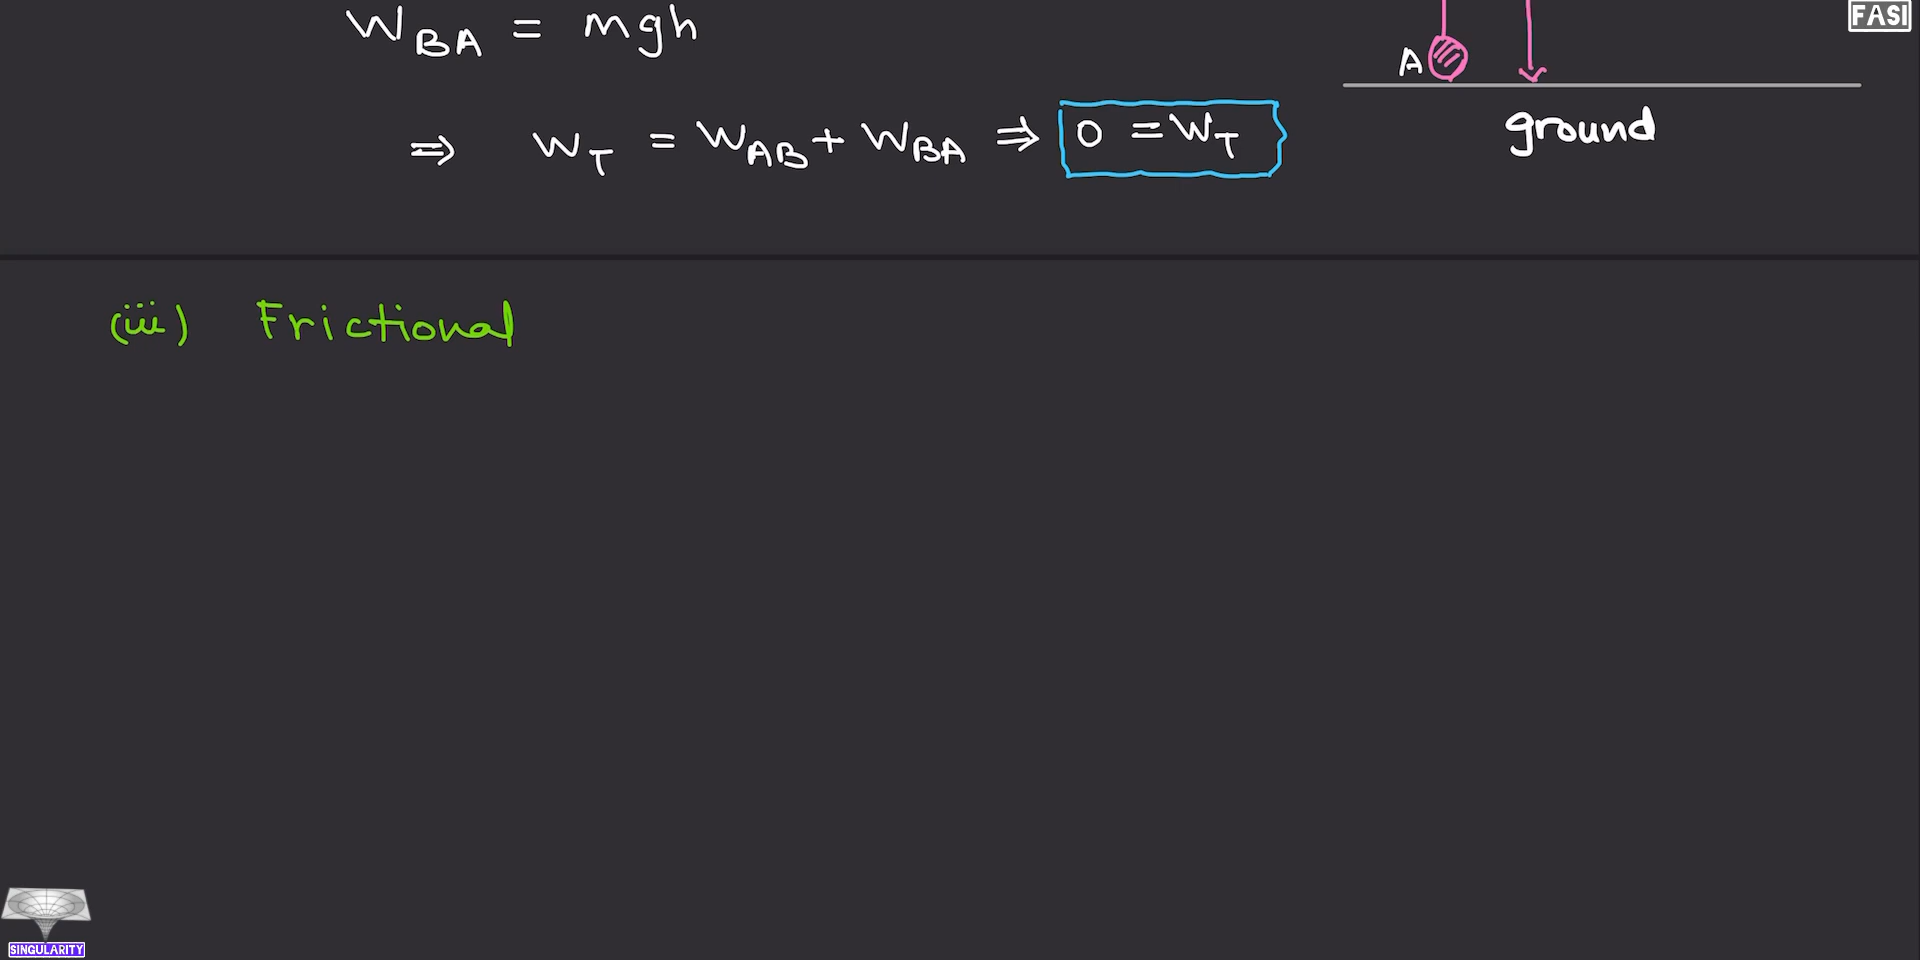 W_BA = mgh
FASI
A
⇒ W_T = W_AB + W_BA ⇒ 0 = W_T
ground
(iii) Frictional
SINGULARITY